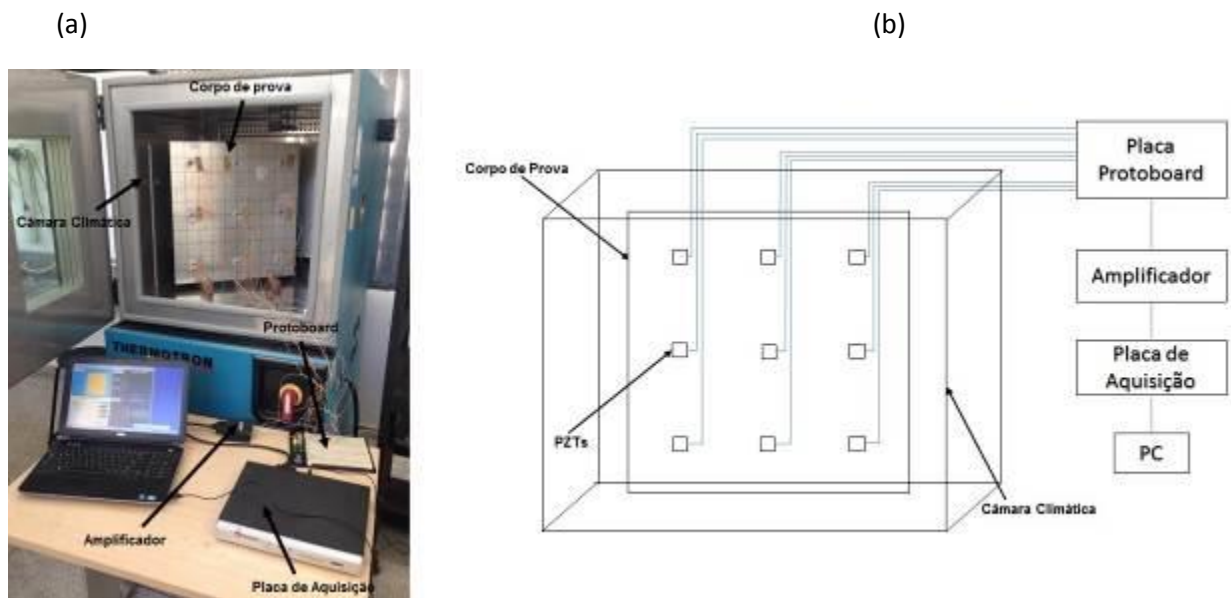 (a)
(b)
Corpo de prova
Câmara Climática
Protoboard
THERMOTRON
Amplificador
Placa de Aquisição
Corpo de Prova
PZTs
Câmara Climática
Placa
Protoboard
Amplificador
Placa de
Aquisição
PC